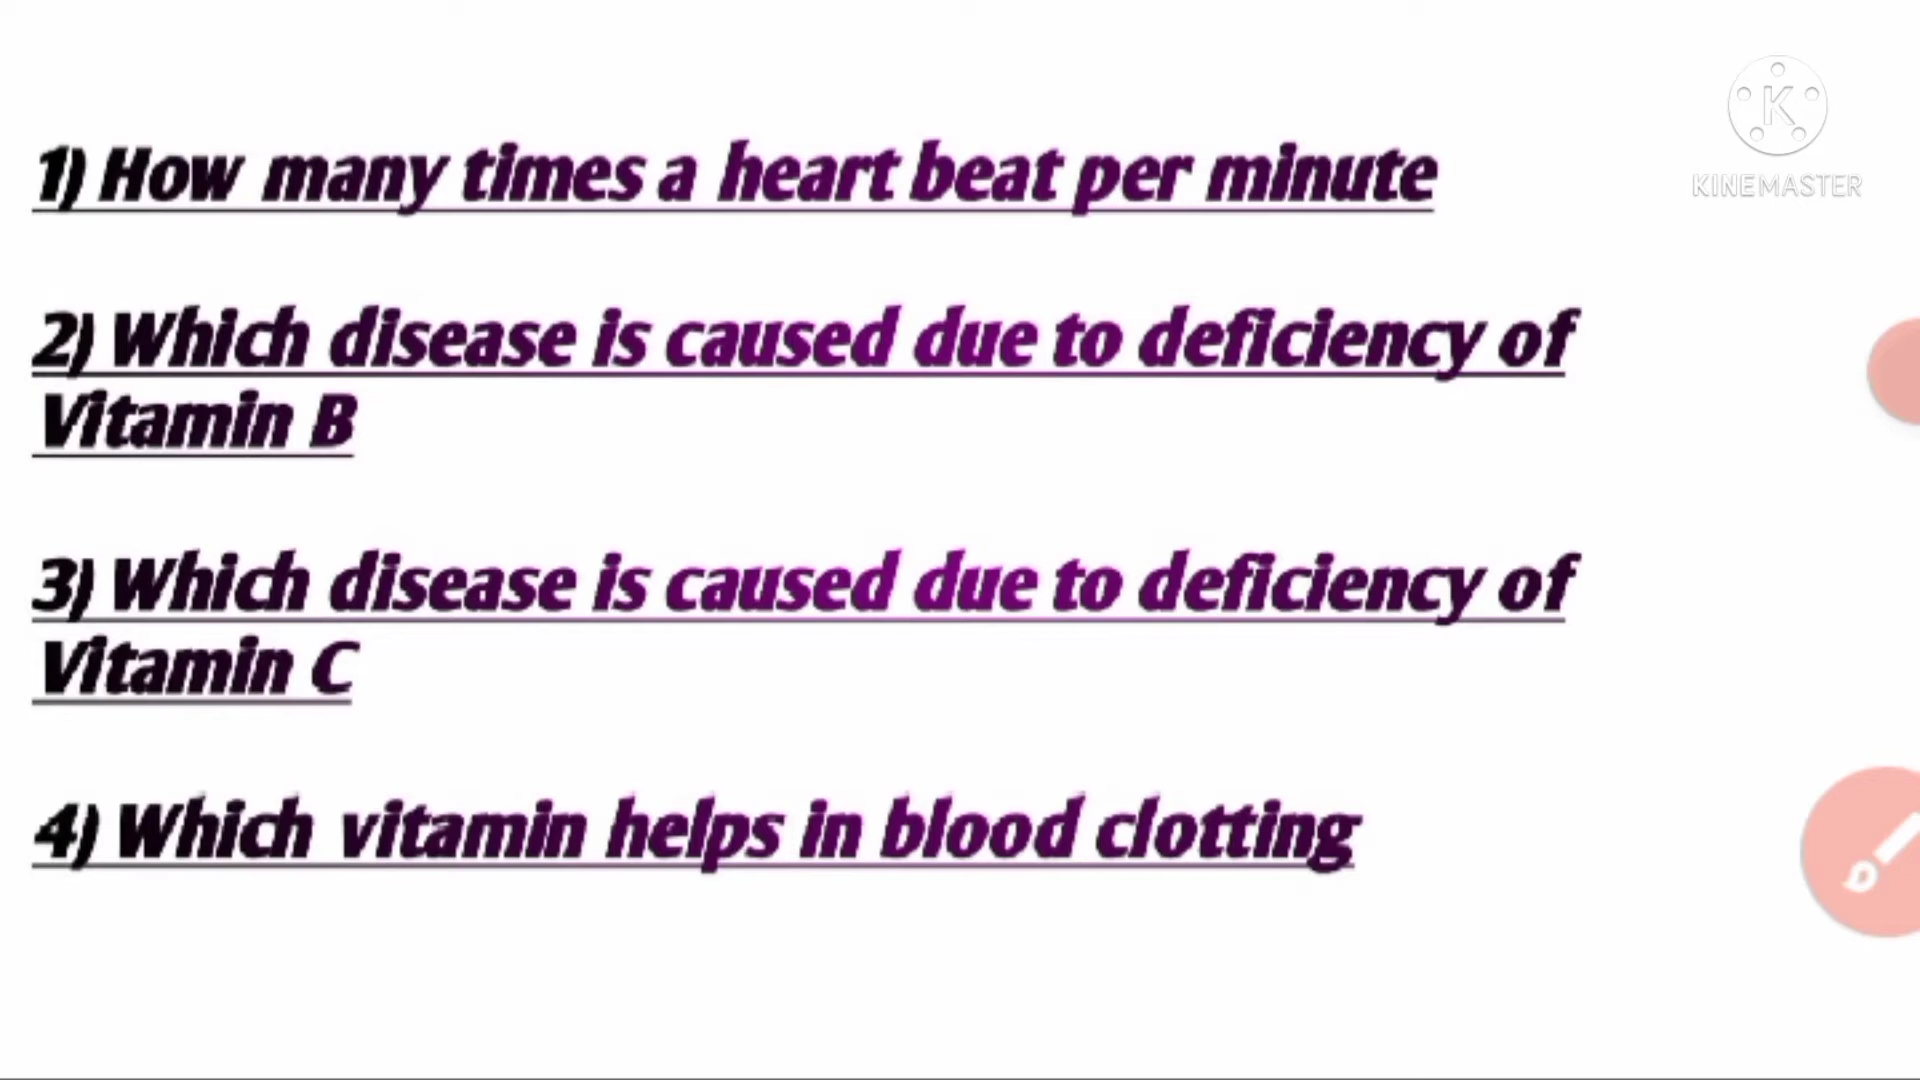 1) How many times a heart beat per minute
2) Which disease is caused due to deficiency of
Vitamin B
3) Which disease is caused due to deficiency of
Vitamin C
4) Which vitamin helps in blood clotting
K
KINEMASTER